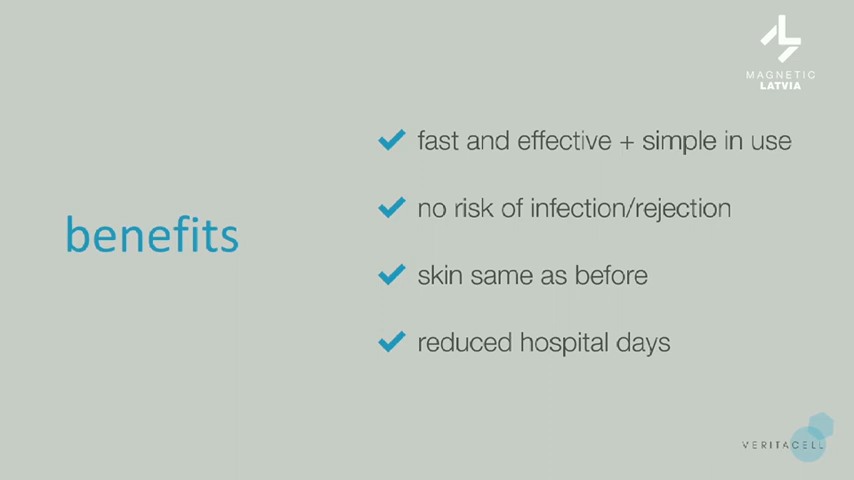 MAGNETIC
LATVIA
benefits
fast and effective + simple in use
no risk of infection/rejection
skin same as before
reduced hospital days
VERITACELL